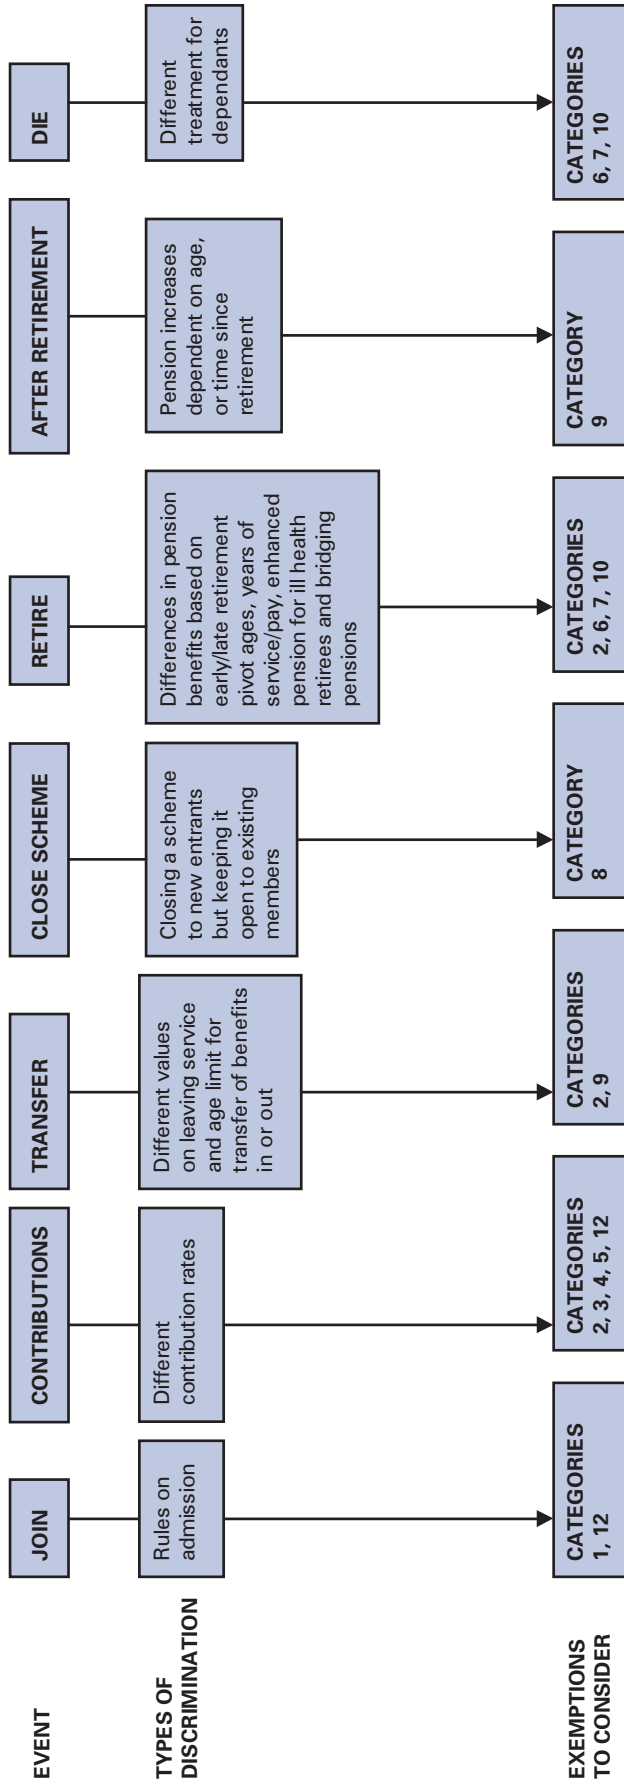 EVENT
JOIN
CONTRIBUTIONS
TRANSFER
CLOSE SCHEME
RETIRE
AFTER RETIREMENT
DIE
TYPES OF
DISCRIMINATION
Rules on
admission
Different
contribution rates
Different values
on leaving service
and age limit for
transfer of benefits
in or out
Closing a scheme
to new entrants
but keeping it
open to existing
members
Differences in pension
benefits based on
early/late retirement
pivot ages, years of
service/pay, enhanced
pension for ill health
retirees and bridging
pensions
Pension increases
dependent on age,
or time since
retirement
Different
treatment for
dependants
EXEMPTIONS
TO CONSIDER
CATEGORIES
1, 12
CATEGORIES
2, 3, 4, 5, 12
CATEGORIES
2, 9
CATEGORY
8
CATEGORIES
2, 6, 7, 10
CATEGORY
9
CATEGORIES
6, 7, 10